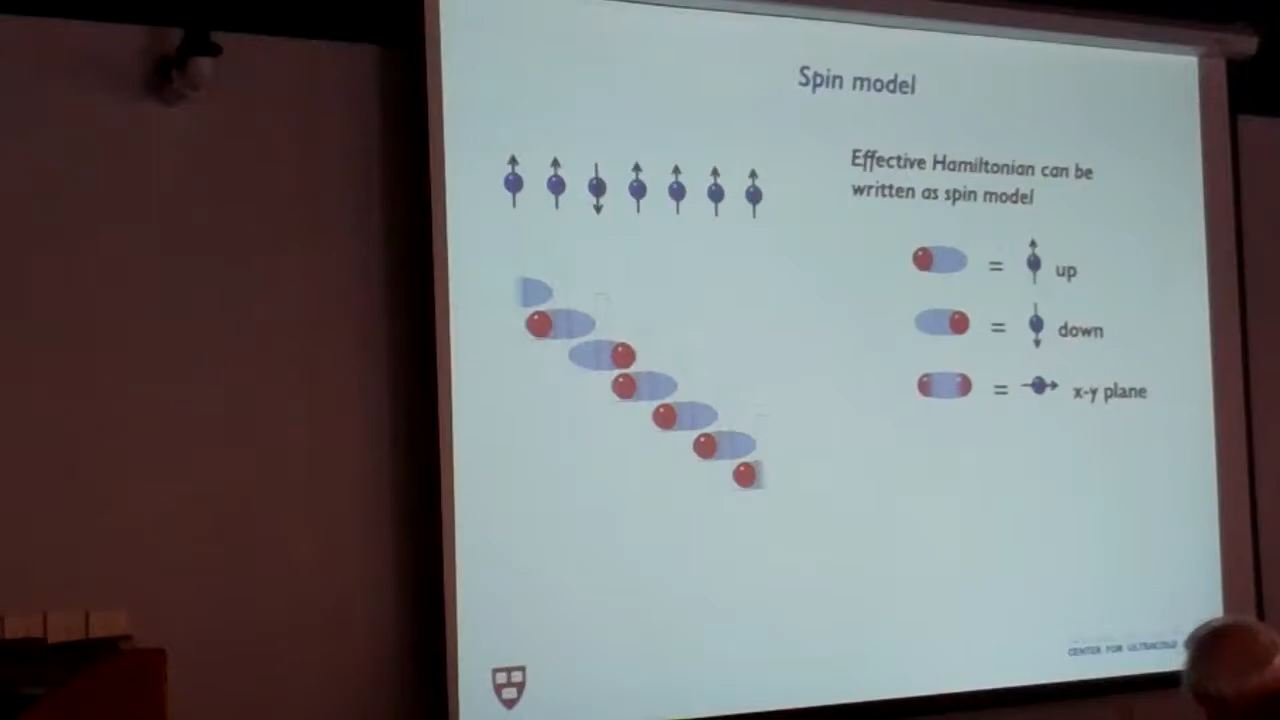 Spin model
Effective Hamiltonian can be
written as spin model
= up
= down
= x-y plane
CENTER FOR ULTRACOLD